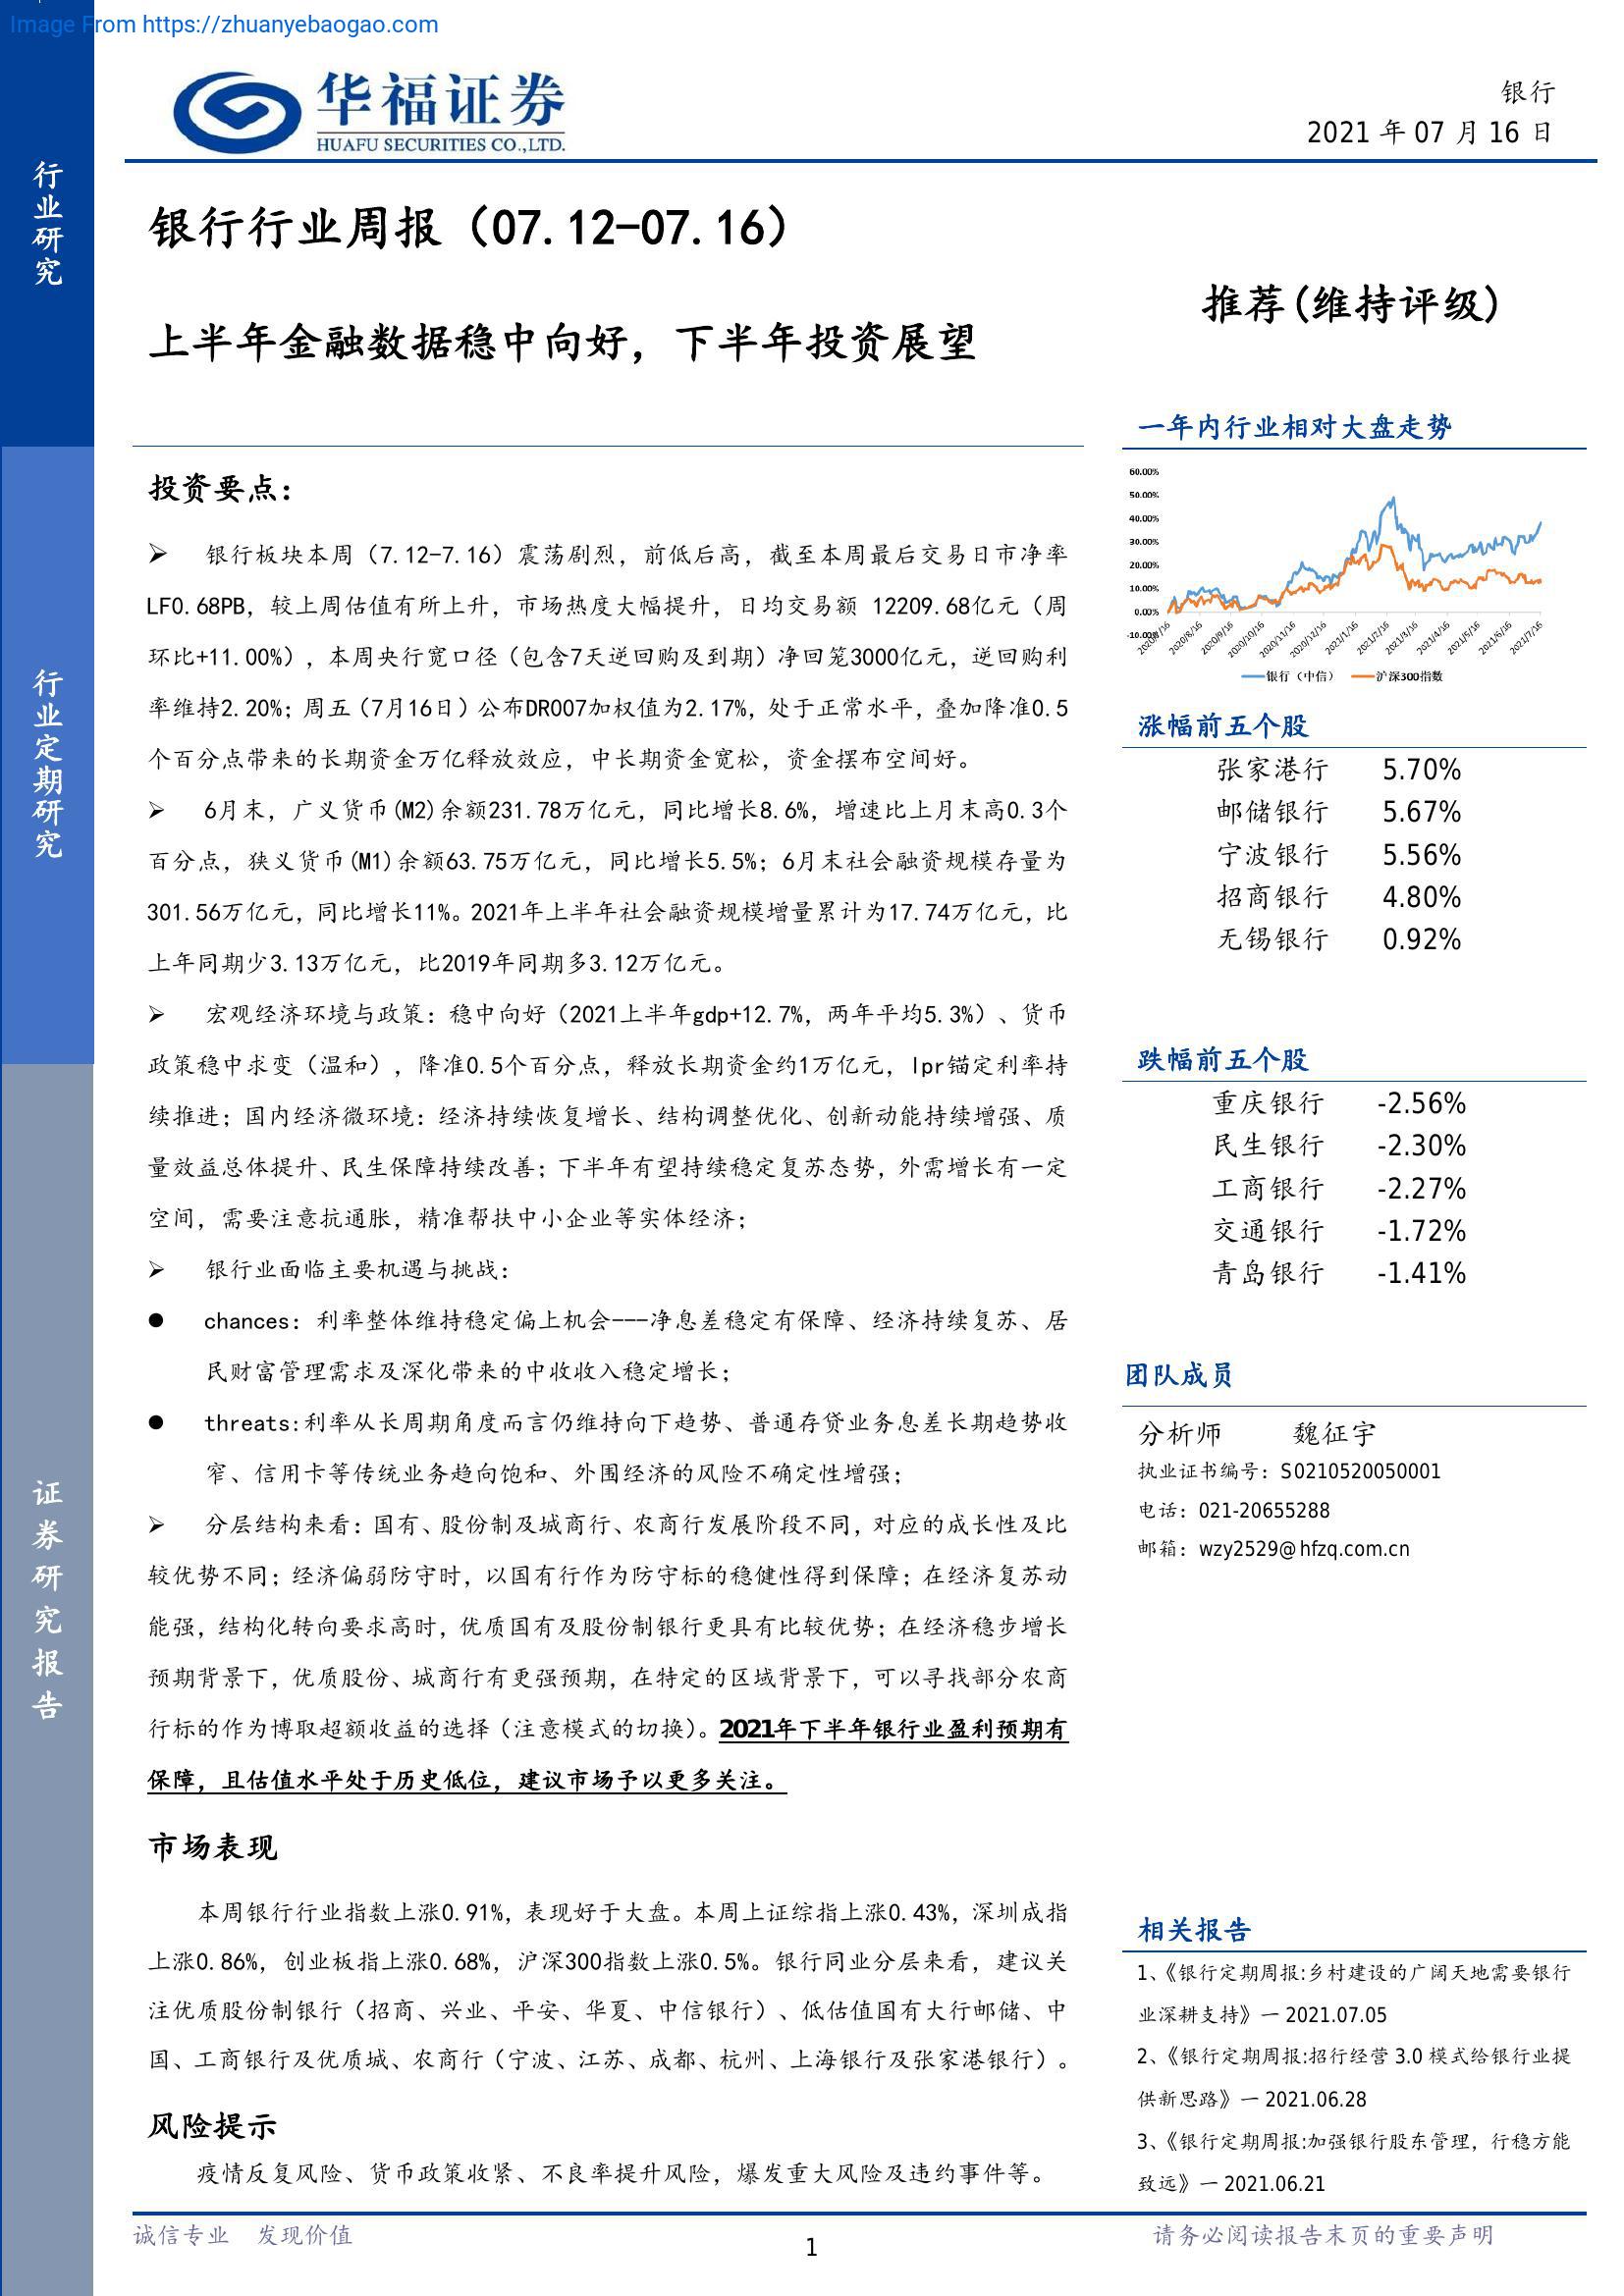 Image From https://zhuanyebaogao.com
行业研究
行业定期研究
证券研究报告
华福证券
HUAFU SECURITIES CO.,LTD.
银行
2021 年 07 月 16 日
银行行业周报（07.12-07.16）
上半年金融数据稳中向好，下半年投资展望
推荐(维持评级)
投资要点：
➢ 银行板块本周（7.12-7.16）震荡剧烈，前低后高，截至本周最后交易日市净率
LF0.68PB，较上周估值有所上升，市场热度大幅提升，日均交易额 12209.68亿元（周
环比+11.00%），本周央行宽口径（包含7天逆回购及到期）净回笼3000亿元，逆回购利
率维持2.20%；周五（7月16日）公布DR007加权值为2.17%，处于正常水平，叠加降准0.5
个百分点带来的长期资金万亿释放效应，中长期资金宽松，资金摆布空间好。
➢ 6月末，广义货币(M2)余额231.78万亿元，同比增长8.6%，增速比上月末高0.3个
百分点，狭义货币(M1)余额63.75万亿元，同比增长5.5%；6月末社会融资规模存量为
301.56万亿元，同比增长11%。2021年上半年社会融资规模增量累计为17.74万亿元，比
上年同期少3.13万亿元，比2019年同期多3.12万亿元。
➢ 宏观经济环境与政策：稳中向好（2021上半年gdp+12.7%，两年平均5.3%）、货币
政策稳中求变（温和），降准0.5个百分点，释放长期资金约1万亿元，lpr锚定利率持
续推进；国内经济微环境：经济持续恢复增长、结构调整优化、创新动能持续增强、质
量效益总体提升、民生保障持续改善；下半年有望持续稳定复苏态势，外需增长有一定
空间，需要注意抗通胀，精准帮扶中小企业等实体经济；
➢ 银行业面临主要机遇与挑战：
● chances：利率整体维持稳定偏上机会---净息差稳定有保障、经济持续复苏、居
民财富管理需求及深化带来的中收收入稳定增长；
● threats:利率从长周期角度而言仍维持向下趋势、普通存贷业务息差长期趋势收
窄、信用卡等传统业务趋向饱和、外围经济的风险不确定性增强；
➢ 分层结构来看：国有、股份制及城商行、农商行发展阶段不同，对应的成长性及比
较优势不同；经济偏弱防守时，以国有行作为防守标的稳健性得到保障；在经济复苏动
能强，结构化转向要求高时，优质国有及股份制银行更具有比较优势；在经济稳步增长
预期背景下，优质股份、城商行有更强预期，在特定的区域背景下，可以寻找部分农商
行标的作为博取超额收益的选择（注意模式的切换）。2021年下半年银行业盈利预期有
保障，且估值水平处于历史低位，建议市场予以更多关注。
市场表现
本周银行行业指数上涨0.91%，表现好于大盘。本周上证综指上涨0.43%，深圳成指
上涨0.86%，创业板指上涨0.68%，沪深300指数上涨0.5%。银行同业分层来看，建议关
注优质股份制银行（招商、兴业、平安、华夏、中信银行）、低估值国有大行邮储、中
国、工商银行及优质城、农商行（宁波、江苏、成都、杭州、上海银行及张家港银行）。
风险提示
疫情反复风险、货币政策收紧、不良率提升风险，爆发重大风险及违约事件等。
一年内行业相对大盘走势
60.00%
50.00%
40.00%
30.00%
20.00%
10.00%
0.00%
-10.00%
2020/7/16
2020/8/16
2020/9/16
2020/10/16
2020/11/16
2020/12/16
2021/1/16
2021/2/16
2021/3/16
2021/4/16
2021/5/16
2021/6/16
2021/7/16
银行（中信） 沪深300指数
涨幅前五个股
张家港行 5.70%
邮储银行 5.67%
宁波银行 5.56%
招商银行 4.80%
无锡银行 0.92%
跌幅前五个股
重庆银行 -2.56%
民生银行 -2.30%
工商银行 -2.27%
交通银行 -1.72%
青岛银行 -1.41%
团队成员
分析师 魏征宇
执业证书编号：S0210520050001
电话：021-20655288
邮箱：wzy2529@hfzq.com.cn
相关报告
1、《银行定期周报:乡村建设的广阔天地需要银行
业深耕支持》一 2021.07.05
2、《银行定期周报:招行经营 3.0 模式给银行业提
供新思路》一 2021.06.28
3、《银行定期周报:加强银行股东管理，行稳方能
致远》一 2021.06.21
诚信专业 发现价值
1
请务必阅读报告末页的重要声明